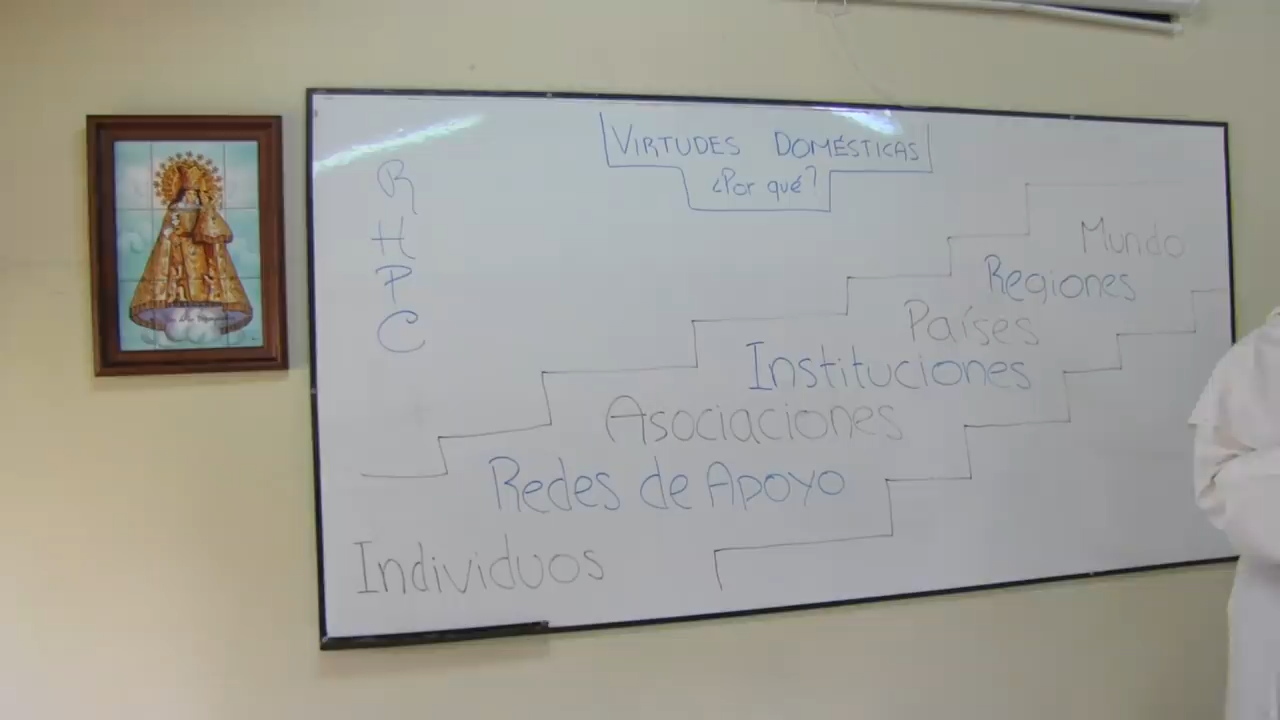 VIRTUDES DOMÉSTICAS
¿Por qué?
R
H
P
C
Mundo
Regiones
Países
Instituciones
Asociaciones
Redes de Apoyo
Individuos